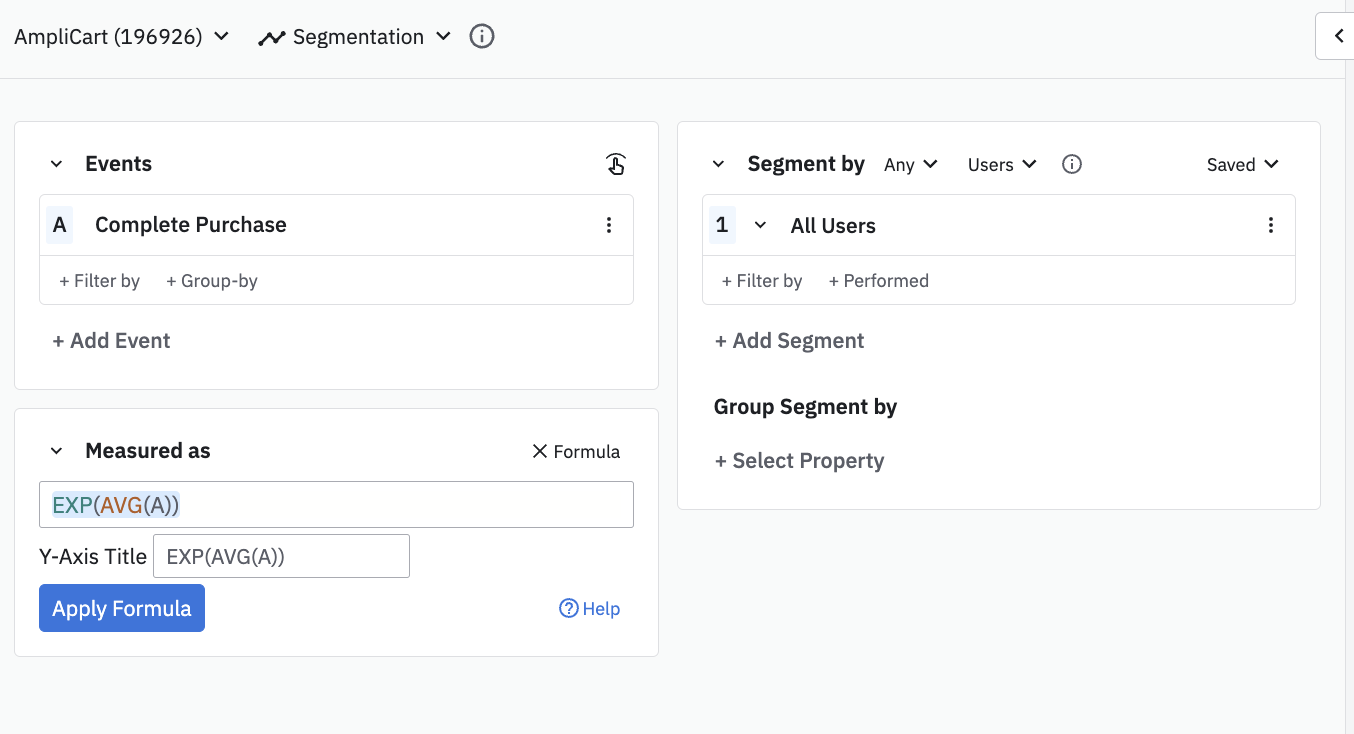 AmpliCart (196926) Segmentation
Events
A Complete Purchase
+ Filter by + Group-by
+ Add Event
Measured as Formula
EXP(AVG(A))
Y-Axis Title EXP(AVG(A))
Apply Formula Help
Segment by Any Users Saved
1 All Users
+ Filter by + Performed
+ Add Segment
Group Segment by
+ Select Property